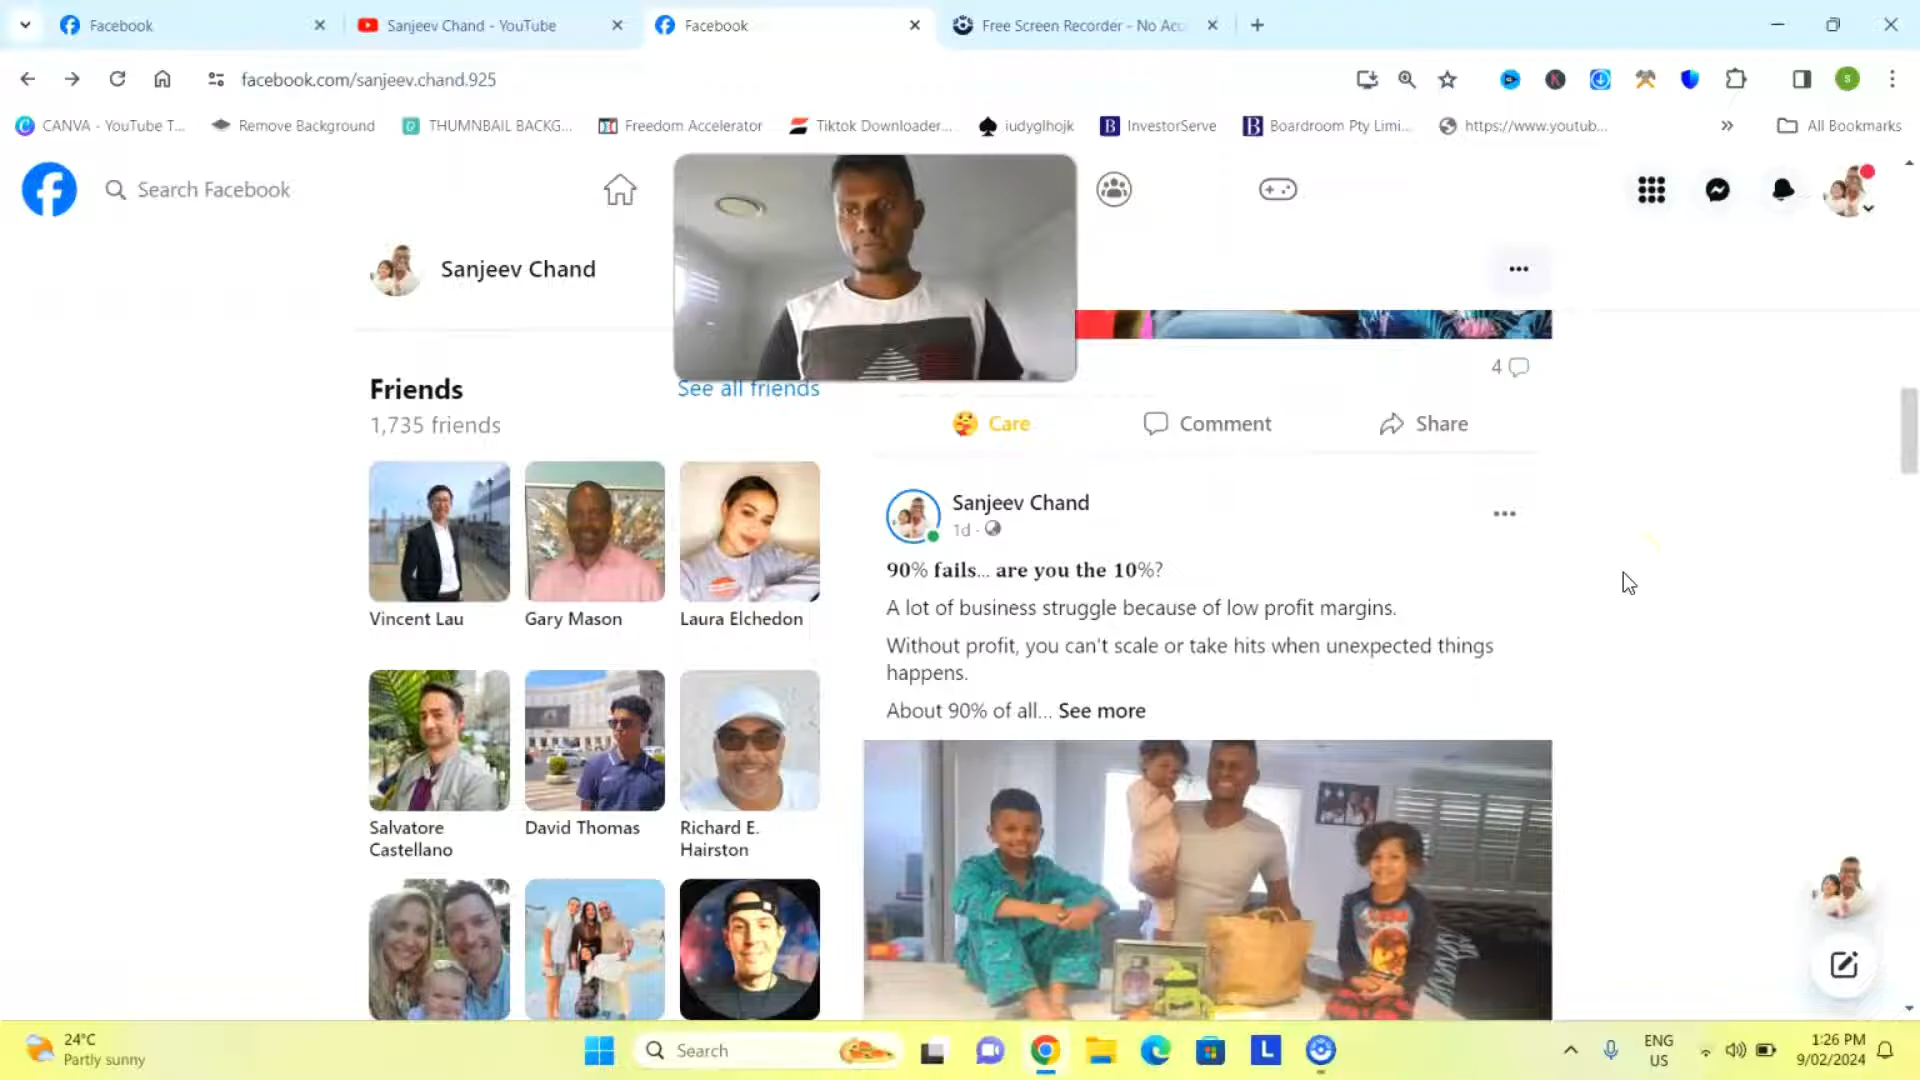 Facebook
Sanjeev Chand - YouTube
Facebook
Free Screen Recorder - No Acc
facebook.com/sanjeev.chand.925
S
CANVA - YouTube T...
Remove Background
THUMNBAIL BACKG...
Freedom Accelerator
Tiktok Downloader...
iudyglhojk
InvestorServe
Boardroom Pty Limi...
https://www.youtub...
All Bookmarks
Search Facebook
Sanjeev Chand
4
Friends
See all friends
1,735 friends
Care
Comment
Share
Vincent Lau
Gary Mason
Laura Elchedon
Salvatore
Castellano
David Thomas
Richard E.
Hairston
Sanjeev Chand
1d ·
90% fails... are you the 10%?
A lot of business struggle because of low profit margins.
Without profit, you can't scale or take hits when unexpected things
happens.
About 90% of all... See more
24°C
Partly sunny
Search
L
ENG
US
1:26 PM
9/02/2024